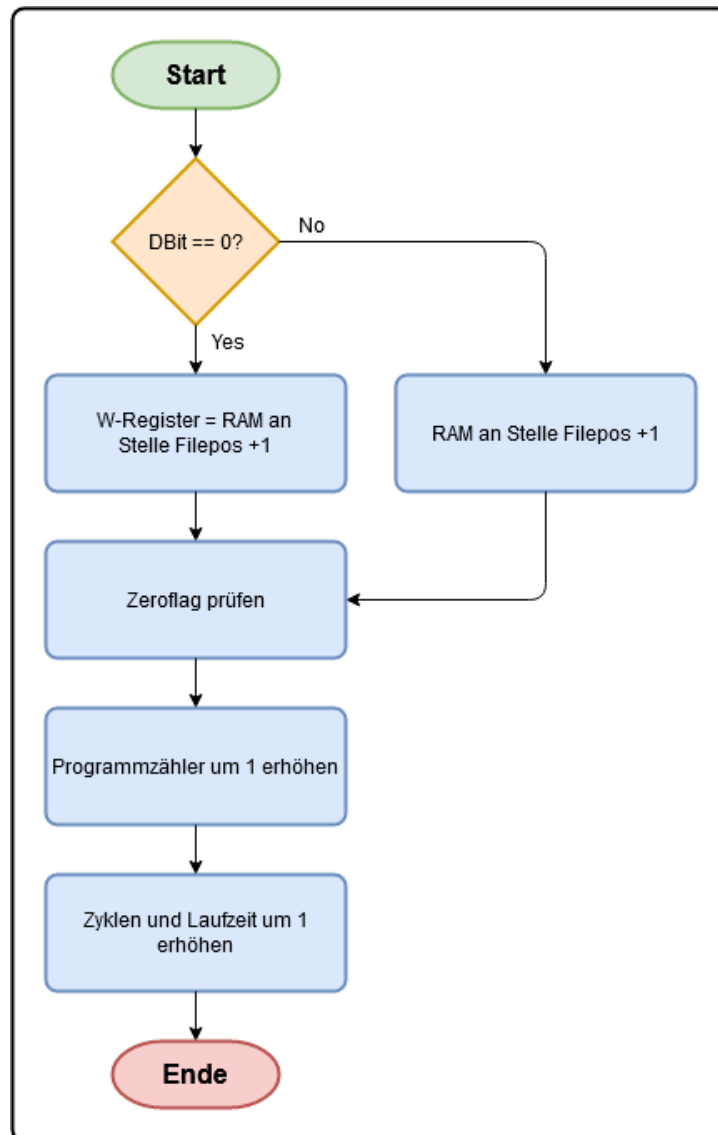 Start
DBit == 0?
No
Yes
W-Register = RAM an
Stelle Filepos +1
RAM an Stelle Filepos +1
Zeroflag prüfen
Programmzähler um 1 erhöhen
Zyklen und Laufzeit um 1
erhöhen
Ende